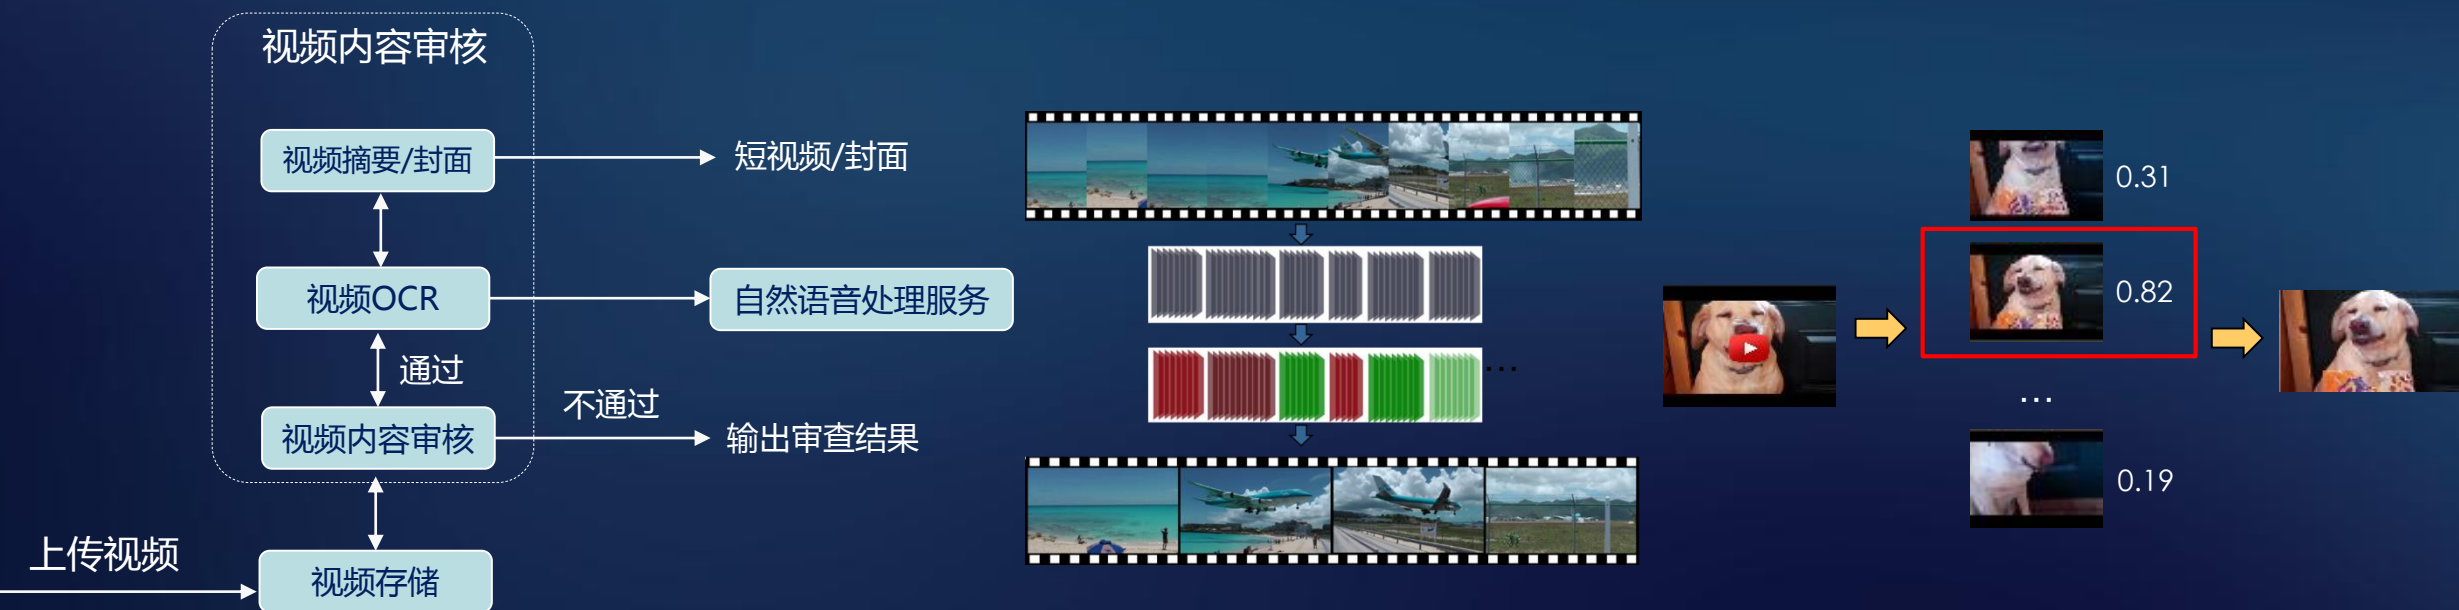 视频内容审核
视频摘要/封面
短视频/封面
视频OCR
自然语音处理服务
通过
不通过
视频内容审核
输出审查结果
上传视频
视频存储
…
0.31
0.82
…
0.19